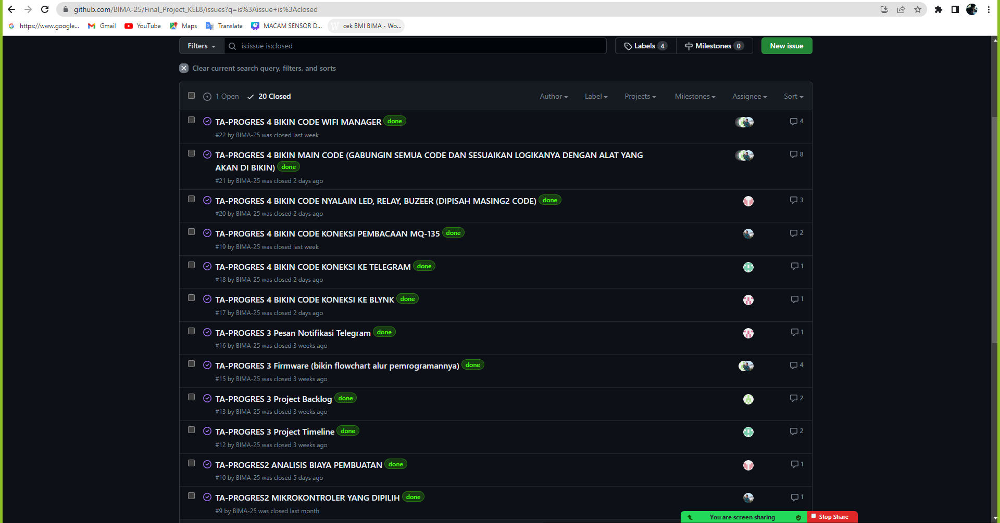 github.com/BIMA-25/Final_Project_KEL8/issues?q=is%3Aissue+is%3Aclosed
https://www.google... Gmail YouTube Maps Translate MACAM SENSOR D... cek BMI BIMA - Wo...
Filters is:issue is:closed Labels 4 Milestones 0 New issue
Clear current search query, filters, and sorts
1 Open 20 Closed Author Label Projects Milestones Assignee Sort
TA-PROGRES 4 BIKIN CODE WIFI MANAGER done 4
#22 by BIMA-25 was closed last week
TA-PROGRES 4 BIKIN MAIN CODE (GABUNGIN SEMUA CODE DAN SESUAIKAN LOGIKANYA DENGAN ALAT YANG 8
AKAN DI BIKIN) done
#21 by BIMA-25 was closed 2 days ago
TA-PROGRES 4 BIKIN CODE NYALAIN LED, RELAY, BUZEER (DIPISAH MASING2 CODE) done 3
#20 by BIMA-25 was closed 2 days ago
TA-PROGRES 4 BIKIN CODE KONEKSI PEMBACAAN MQ-135 done 2
#19 by BIMA-25 was closed last week
TA-PROGRES 4 BIKIN CODE KONEKSI KE TELEGRAM done 1
#18 by BIMA-25 was closed 2 days ago
TA-PROGRES 4 BIKIN CODE KONEKSI KE BLYNK done 1
#17 by BIMA-25 was closed 2 days ago
TA-PROGRES 3 Pesan Notifikasi Telegram done 1
#16 by BIMA-25 was closed 3 weeks ago
TA-PROGRES 3 Firmware (bikin flowchart alur pemrogramannya) done 4
#15 by BIMA-25 was closed 3 weeks ago
TA-PROGRES 3 Project Backlog done 2
#13 by BIMA-25 was closed 3 weeks ago
TA-PROGRES 3 Project Timeline done 2
#12 by BIMA-25 was closed 3 weeks ago
TA-PROGRES2 ANALISIS BIAYA PEMBUATAN done 1
#10 by BIMA-25 was closed 5 days ago
TA-PROGRES2 MIKROKONTROLER YANG DIPILIH done 1
#9 by BIMA-25 was closed last month
You are screen sharing Stop Share